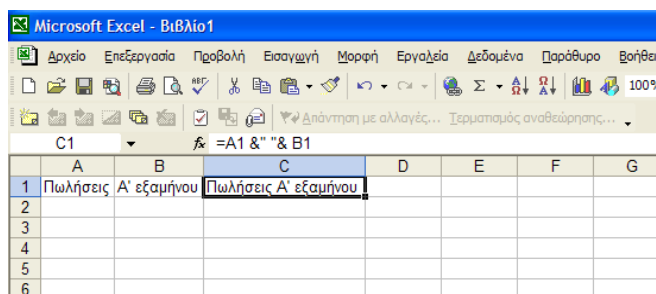 Microsoft Excel - Βιβλίο1
Αρχείο Επεξεργασία Προβολή Εισαγωγή Μορφή Εργαλεία Δεδομένα Παράθυρο Βοήθει
100%
Απάντηση με αλλαγές... Τερματισμός αναθεώρησης...
C1 fx =A1 &" "& B1
A B C D E F G
1 Πωλήσεις Α' εξαμήνου Πωλήσεις Α' εξαμήνου
2
3
4
5
6